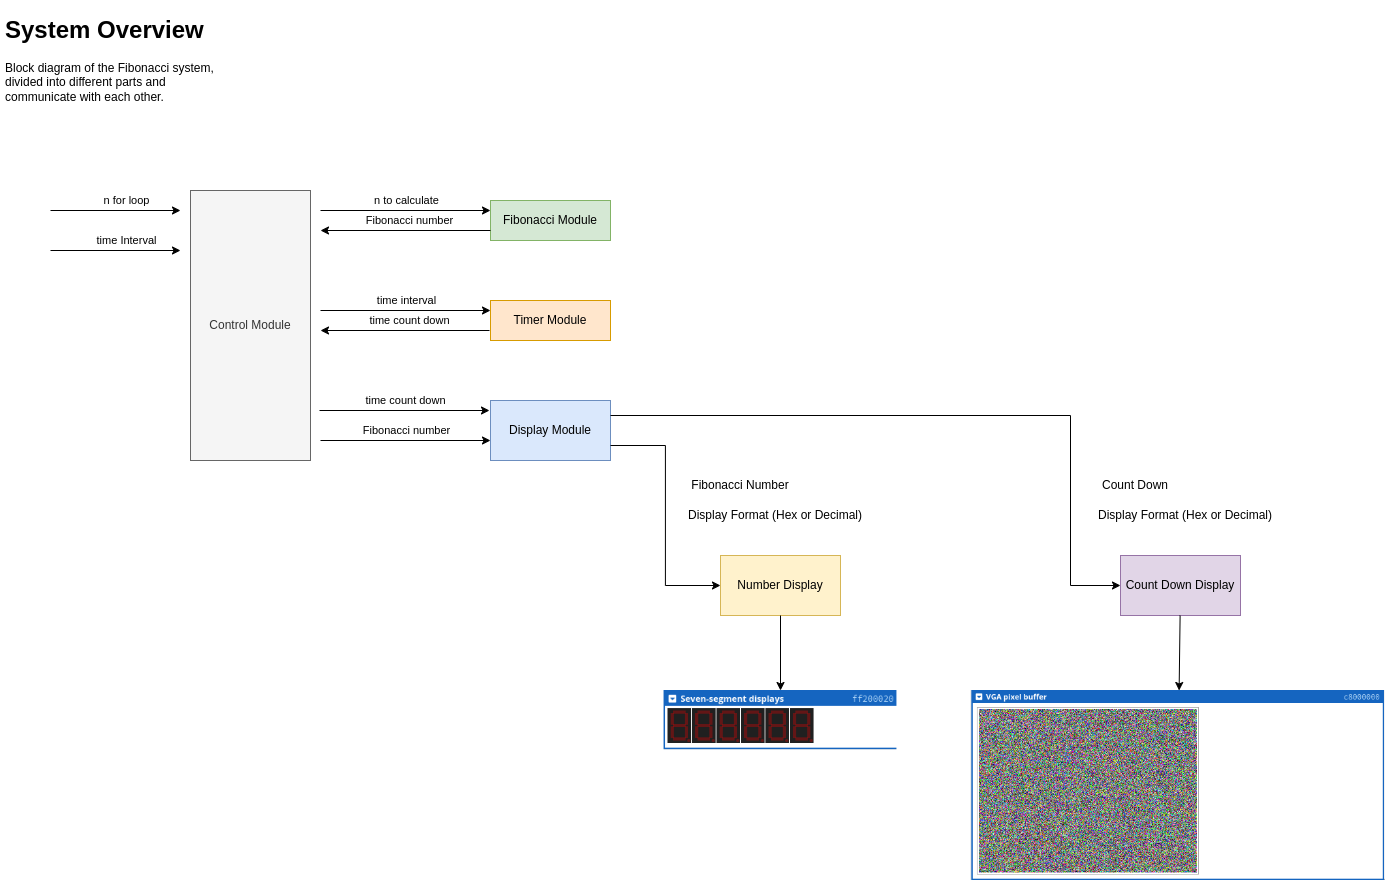 System Overview
Block diagram of the Fibonacci system,
divided into different parts and
communicate with each other.
n for loop
time Interval
Control Module
n to calculate
Fibonacci number
Fibonacci Module
time interval
time count down
Timer Module
time count down
Fibonacci number
Display Module
Fibonacci Number
Display Format (Hex or Decimal)
Count Down
Display Format (Hex or Decimal)
Number Display
Count Down Display
Seven-segment displays ff200020
VGA pixel buffer c8000000